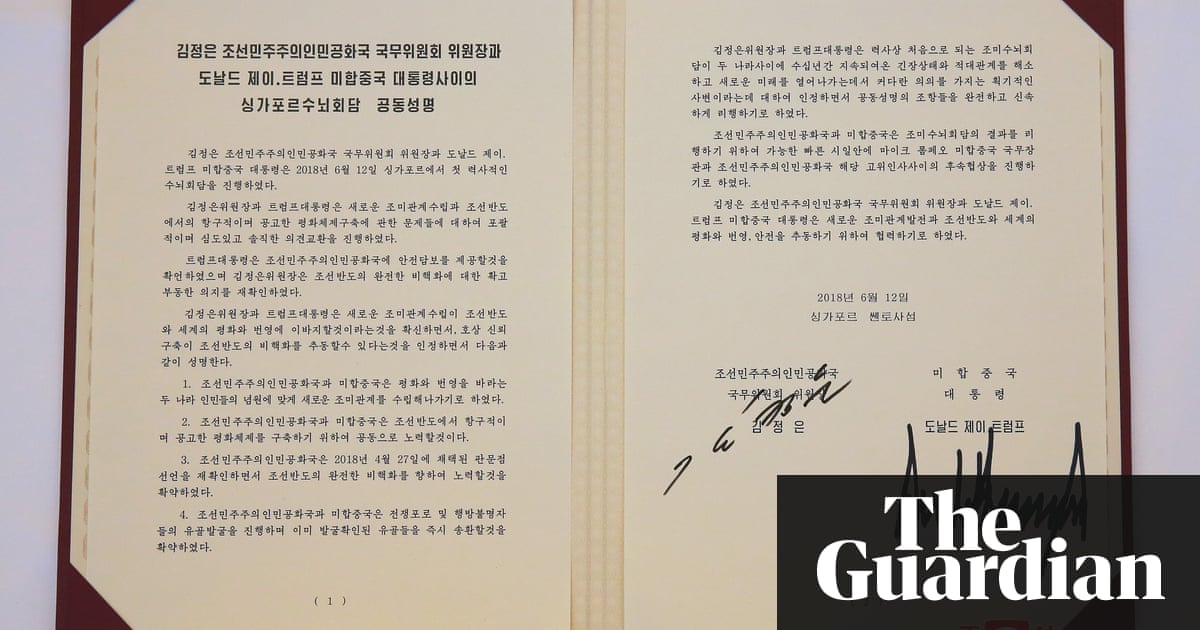 김정은 조선민주주의인민공화국 국무위원회 위원장과
도날드 제이.트럼프 미합중국 대통령사이의
싱가포르수뇌회담 공동성명
김정은 조선민주주의인민공화국 국무위원회 위원장과 도날드 제이.
트럼프 미합중국 대통령은 2018년 6월 12일 싱가포르에서 첫 력사적인
수뇌회담을 진행하였다.
김정은위원장과 트럼프대통령은 새로운 조미관계수립과 조선반도
에서의 항구적이며 공고한 평화체제구축에 관한 문제들에 대하여 포괄
적이며 심도있고 솔직한 의견교환을 진행하였다.
트럼프대통령은 조선민주주의인민공화국에 안전담보를 제공할것을
확언하였으며 김정은위원장은 조선반도의 완전한 비핵화에 대한 확고
부동한 의지를 재확인하였다.
김정은위원장과 트럼프대통령은 새로운 조미관계수립이 조선반도
와 세계의 평화와 번영에 이바지할것이라는것을 확신하면서, 호상 신뢰
구축이 조선반도의 비핵화를 추동할수 있다는것을 인정하면서 다음과
같이 성명한다.
1. 조선민주주의인민공화국과 미합중국은 평화와 번영을 바라는
두 나라 인민들의 념원에 맞게 새로운 조미관계를 수립해나가기로 하였다.
2. 조선민주주의인민공화국과 미합중국은 조선반도에서 항구적이
며 공고한 평화체제를 구축하기 위하여 공동으로 노력할것이다.
3. 조선민주주의인민공화국은 2018년 4월 27일에 채택된 판문점
선언을 재확인하면서 조선반도의 완전한 비핵화를 향하여 노력할것을
확약하였다.
4. 조선민주주의인민공화국과 미합중국은 전쟁포로 및 행방불명자
들의 유골발굴을 진행하며 이미 발굴확인된 유골들을 즉시 송환할것을
확약하였다.
( 1 )
김정은위원장과 트럼프대통령은 력사상 처음으로 되는 조미수뇌회
담이 두 나라사이에 수십년간 지속되여온 긴장상태와 적대관계를 해소
하고 새로운 미래를 열어나가는데서 커다란 의의를 가지는 획기적인
사변이라는데 대하여 인정하면서 공동성명의 조항들을 완전하고 신속
하게 리행하기로 하였다.
조선민주주의인민공화국과 미합중국은 조미수뇌회담의 결과를 리
행하기 위하여 가능한 빠른 시일안에 마이크 폼페오 미합중국 국무장
관과 조선민주주의인민공화국 해당 고위인사사이의 후속협상을 진행하
기로 하였다.
김정은 조선민주주의인민공화국 국무위원회 위원장과 도날드 제이.
트럼프 미합중국 대통령은 새로운 조미관계발전과 조선반도와 세계의
평화와 번영, 안전을 추동하기 위하여 협력하기로 하였다.
2018년 6월 12일
싱가포르 쎈토사섬
조선민주주의인민공화국
국무위원회 위원장
김 정 은
미 합 중 국
대 통 령
도날드 제이.트럼프
The
Guardian